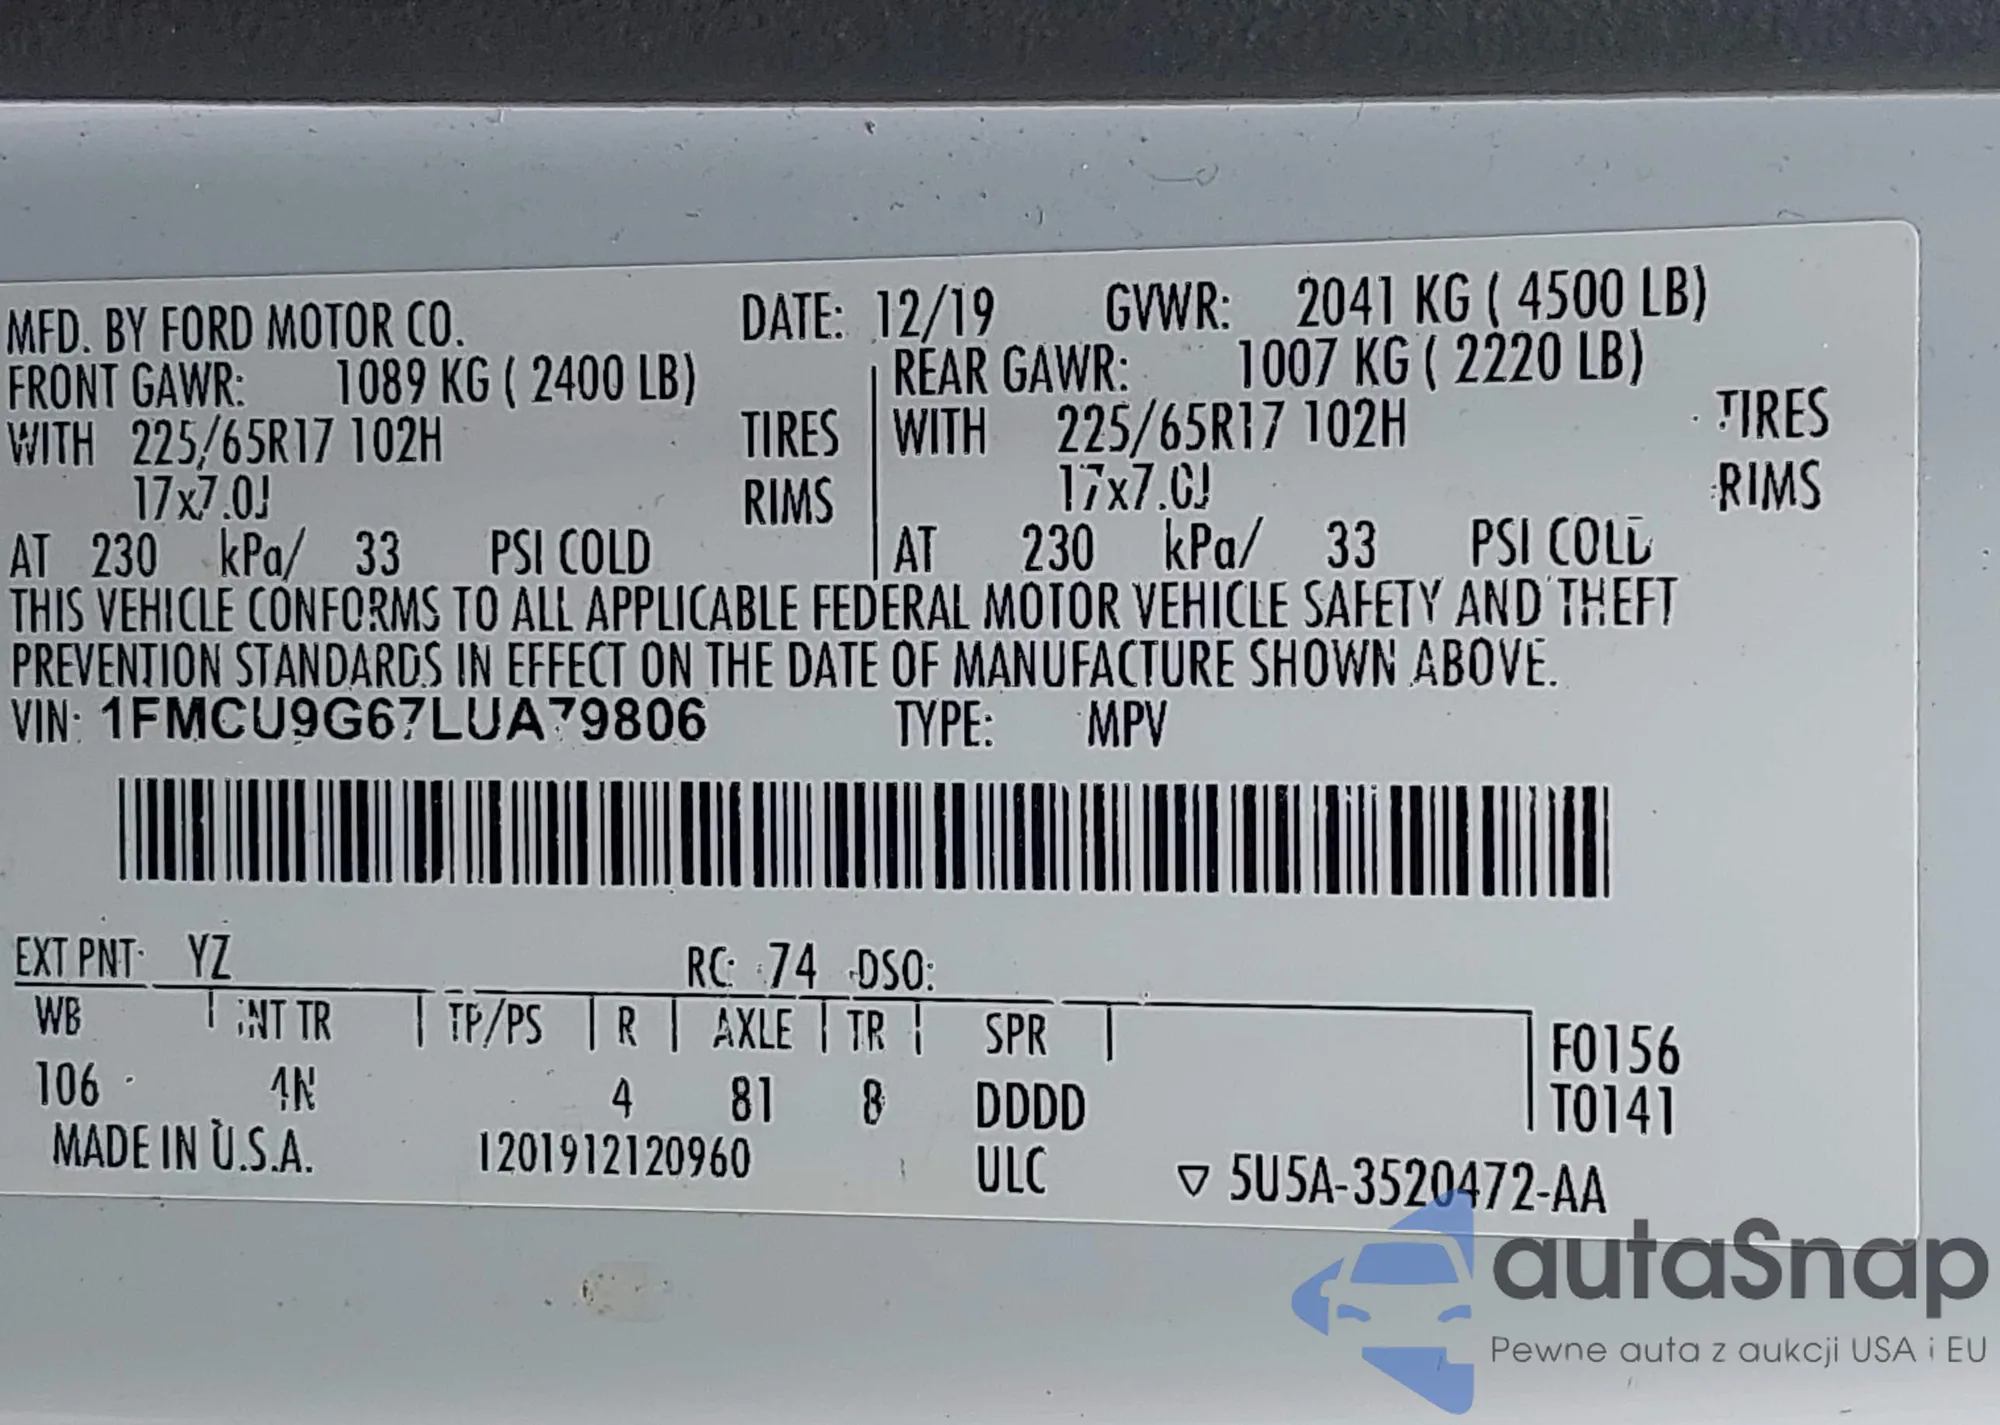 MFD. BY FORD MOTOR CO. DATE: 12/19 GVWR: 2041 KG ( 4500 LB)
FRONT GAWR: 1089 KG ( 2400 LB) REAR GAWR: 1007 KG ( 2220 LB)
WITH 225/65R17 102H TIRES WITH 225/65R17 102H TIRES
17x7.0J RIMS 17x7.0J RIMS
AT 230 kPa/ 33 PSI COLD AT 230 kPa/ 33 PSI COLD
THIS VEHICLE CONFORMS TO ALL APPLICABLE FEDERAL MOTOR VEHICLE SAFETY AND THEFT
PREVENTION STANDARDS IN EFFECT ON THE DATE OF MANUFACTURE SHOWN ABOVE.
VIN: 1FMCU9G67LUA79806 TYPE: MPV
EXT PNT: YZ RC: 74 DSO:
WB INT TR TP/PS R AXLE TR SPR F0156
106 4N 4 81 8 DDDD T0141
MADE IN U.S.A. 1201912120960 ULC ▽ 5U5A-3520472-AA
autaSnap
Pewne auta z aukcji USA i EU